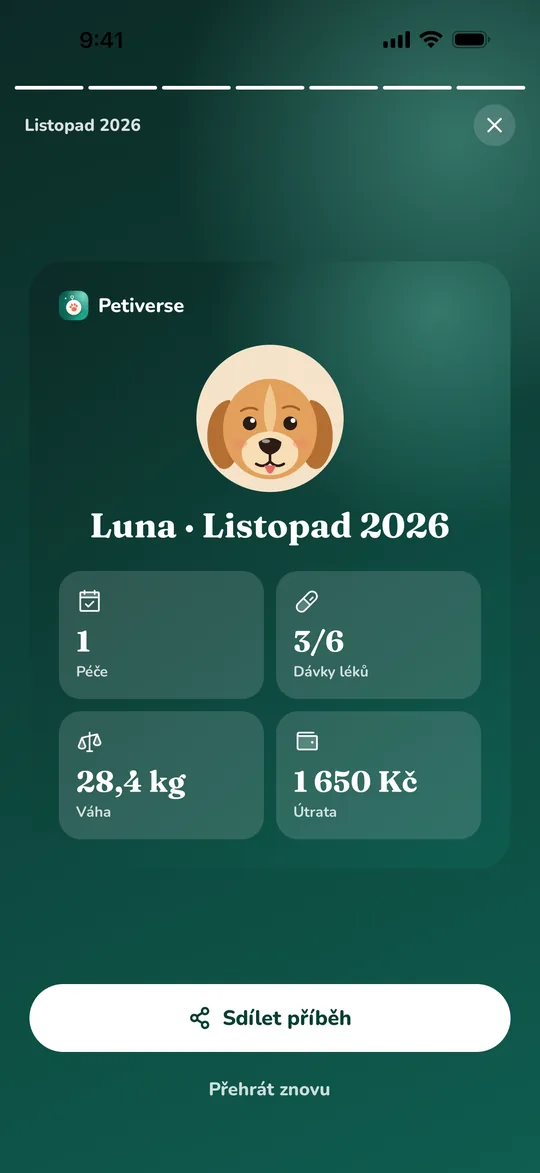 9:41
Listopad 2026
Petiverse
Luna · Listopad 2026
1
Péče
3/6
Dávky léků
28,4 kg
Váha
1 650 Kč
Útrata
Sdílet příběh
Přehrát znovu